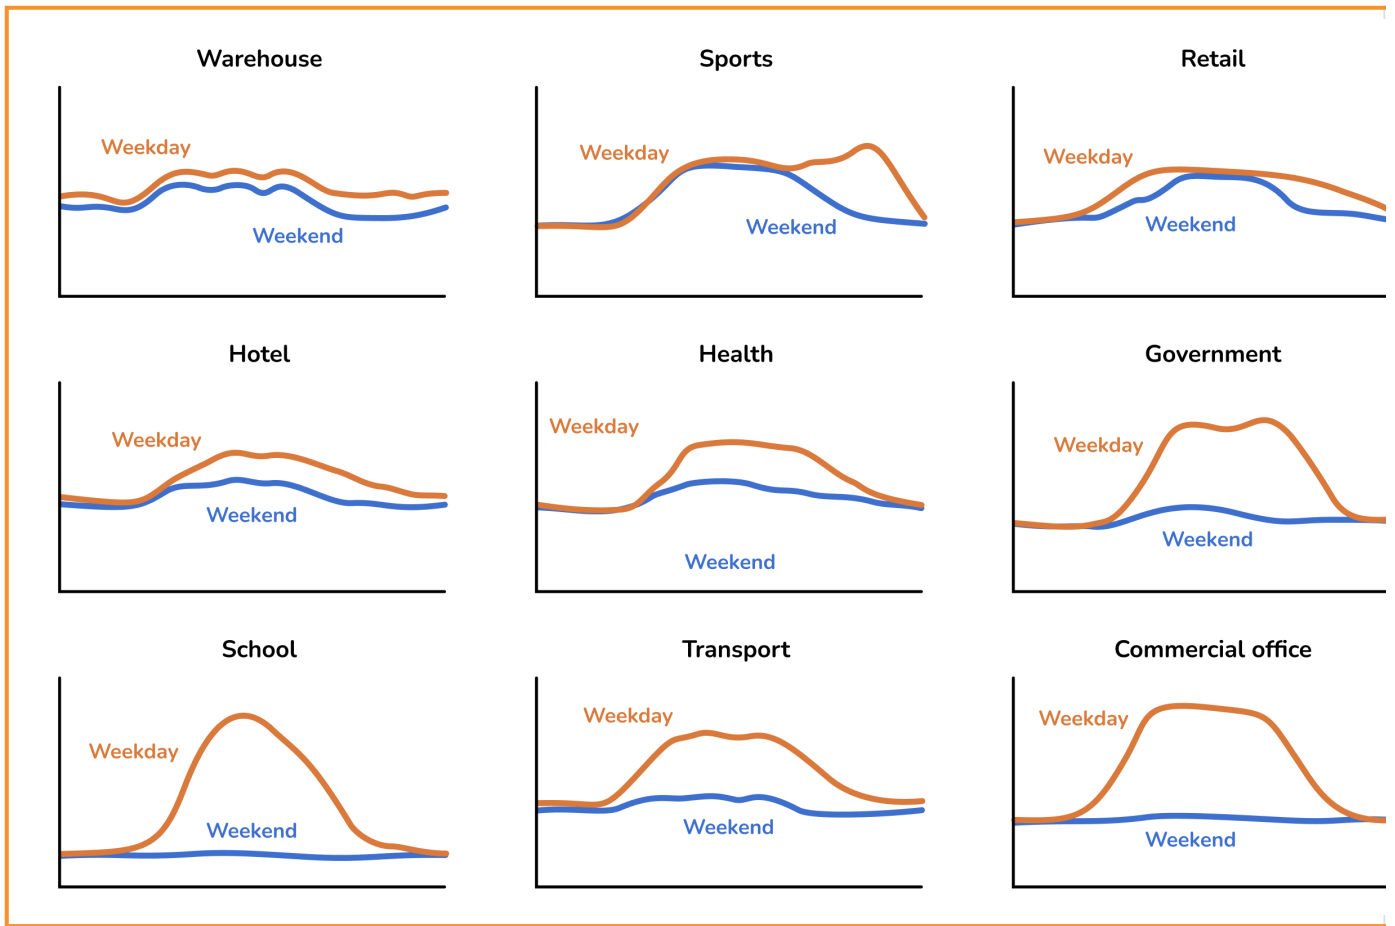 Warehouse
Sports
Retail
Weekday
Weekend
Weekday
Weekend
Weekday
Weekend
Hotel
Health
Government
Weekday
Weekend
Weekday
Weekend
Weekday
Weekend
School
Transport
Commercial office
Weekday
Weekend
Weekday
Weekend
Weekday
Weekend